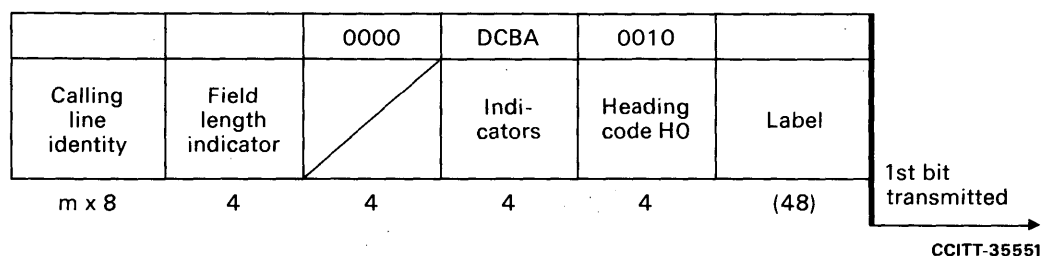 0000 DCBA 0010
Calling line identity
Field length indicator
Indi-cators
Heading code H0
Label
m x 8 4 4 4 4 (48)
1st bit transmitted
CCITT-35551